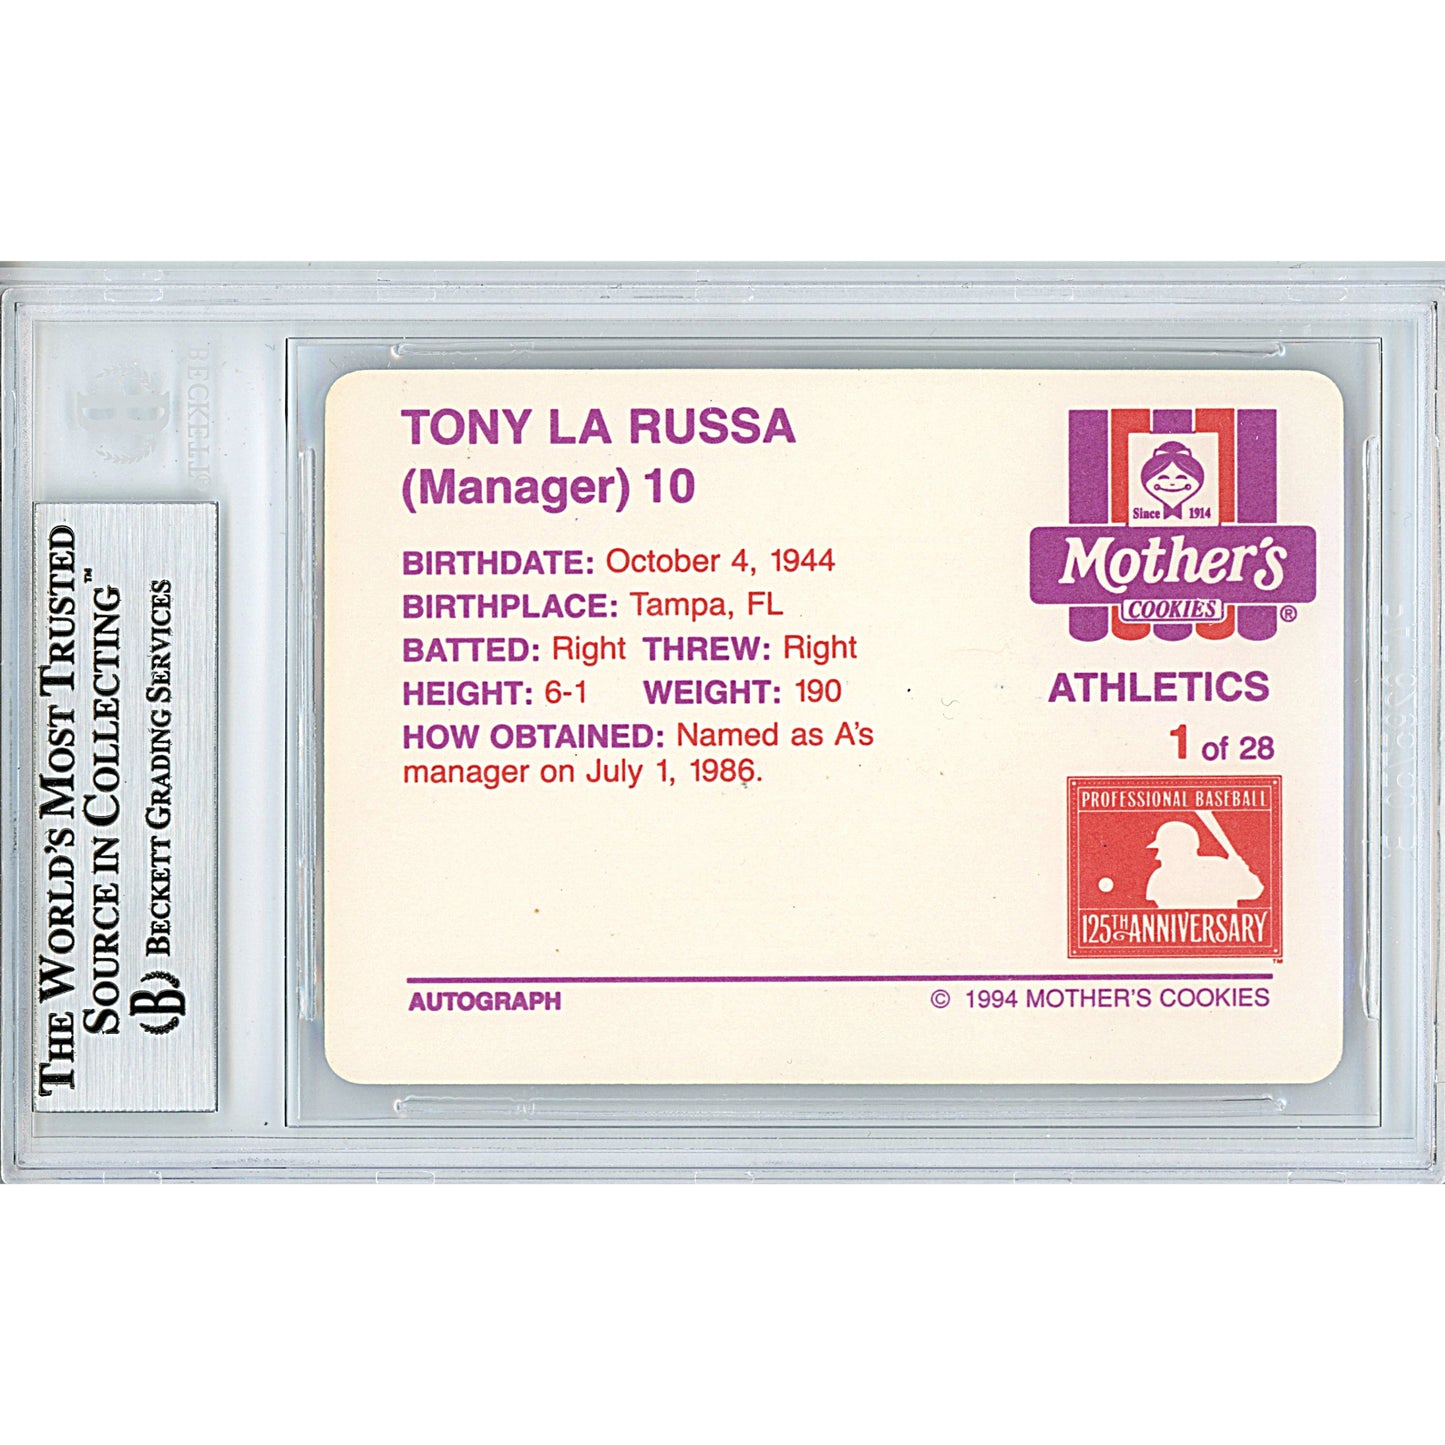 TONY LA RUSSA
(Manager) 10
BIRTHDATE: October 4, 1944
BIRTHPLACE: Tampa, FL
BATTED: Right THREW: Right
HEIGHT: 6-1 WEIGHT: 190
HOW OBTAINED: Named as A's
manager on July 1, 1986.
AUTOGRAPH
Since 1914
Mother's
COOKIES ®
ATHLETICS
1 of 28
PROFESSIONAL BASEBALL
125TH ANNIVERSARY
™
© 1994 MOTHER'S COOKIES
THE WORLD'S MOST TRUSTED
SOURCE IN COLLECTING™
B BECKETT GRADING SERVICES
BECKETT